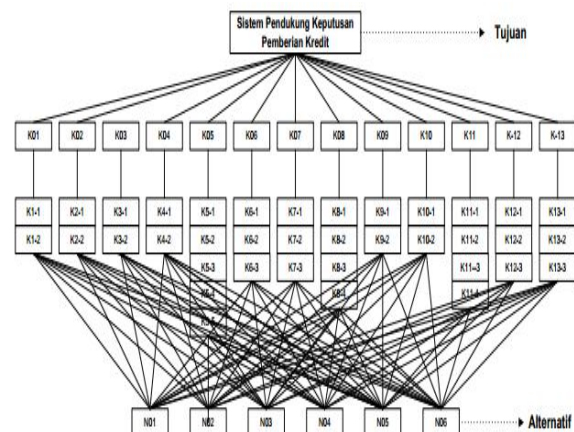 Sistem Pendukung Keputusan
Pemberian Kredit
Tujuan
K01 K02 K03 K04 K05 K06 K07 K08 K09 K10 K11 K-12 K-13
K1-1 K2-1 K3-1 K4-1 K5-1 K6-1 K7-1 K8-1 K9-1 K10-1 K11-1 K12-1 K13-1
K1-2 K2-2 K3-2 K4-2 K5-2 K6-2 K7-2 K8-2 K9-2 K10-2 K11-2 K12-2 K13-2
K5-3 K6-3 K7-3 K8-3 K11--3 K12-3 K13-3
K11-4
N01 N02 N03 N04 N05 N06
Alternatif